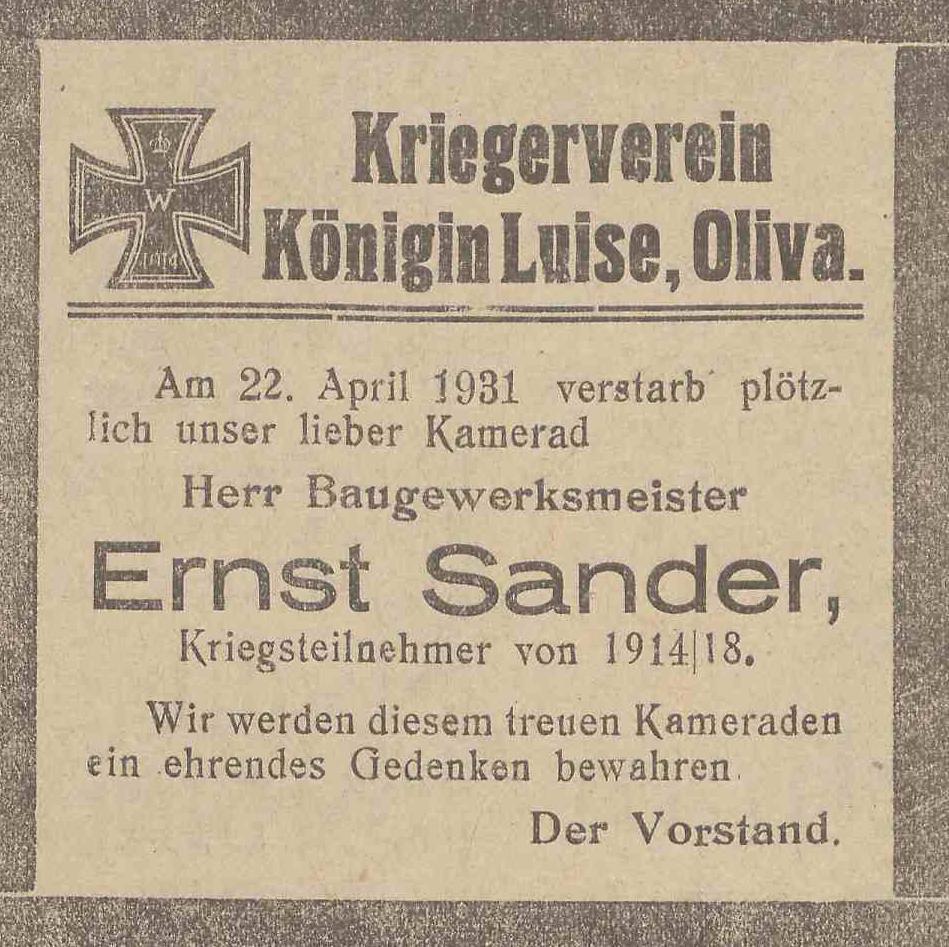 W
1914
Kriegerverein
Königin Luise, Oliva.
Am 22. April 1931 verstarb plötz-
lich unser lieber Kamerad
Herr Baugewerksmeister
Ernst Sander,
Kriegsteilnehmer von 1914|18.
Wir werden diesem treuen Kameraden
ein ehrendes Gedenken bewahren.
Der Vorstand.